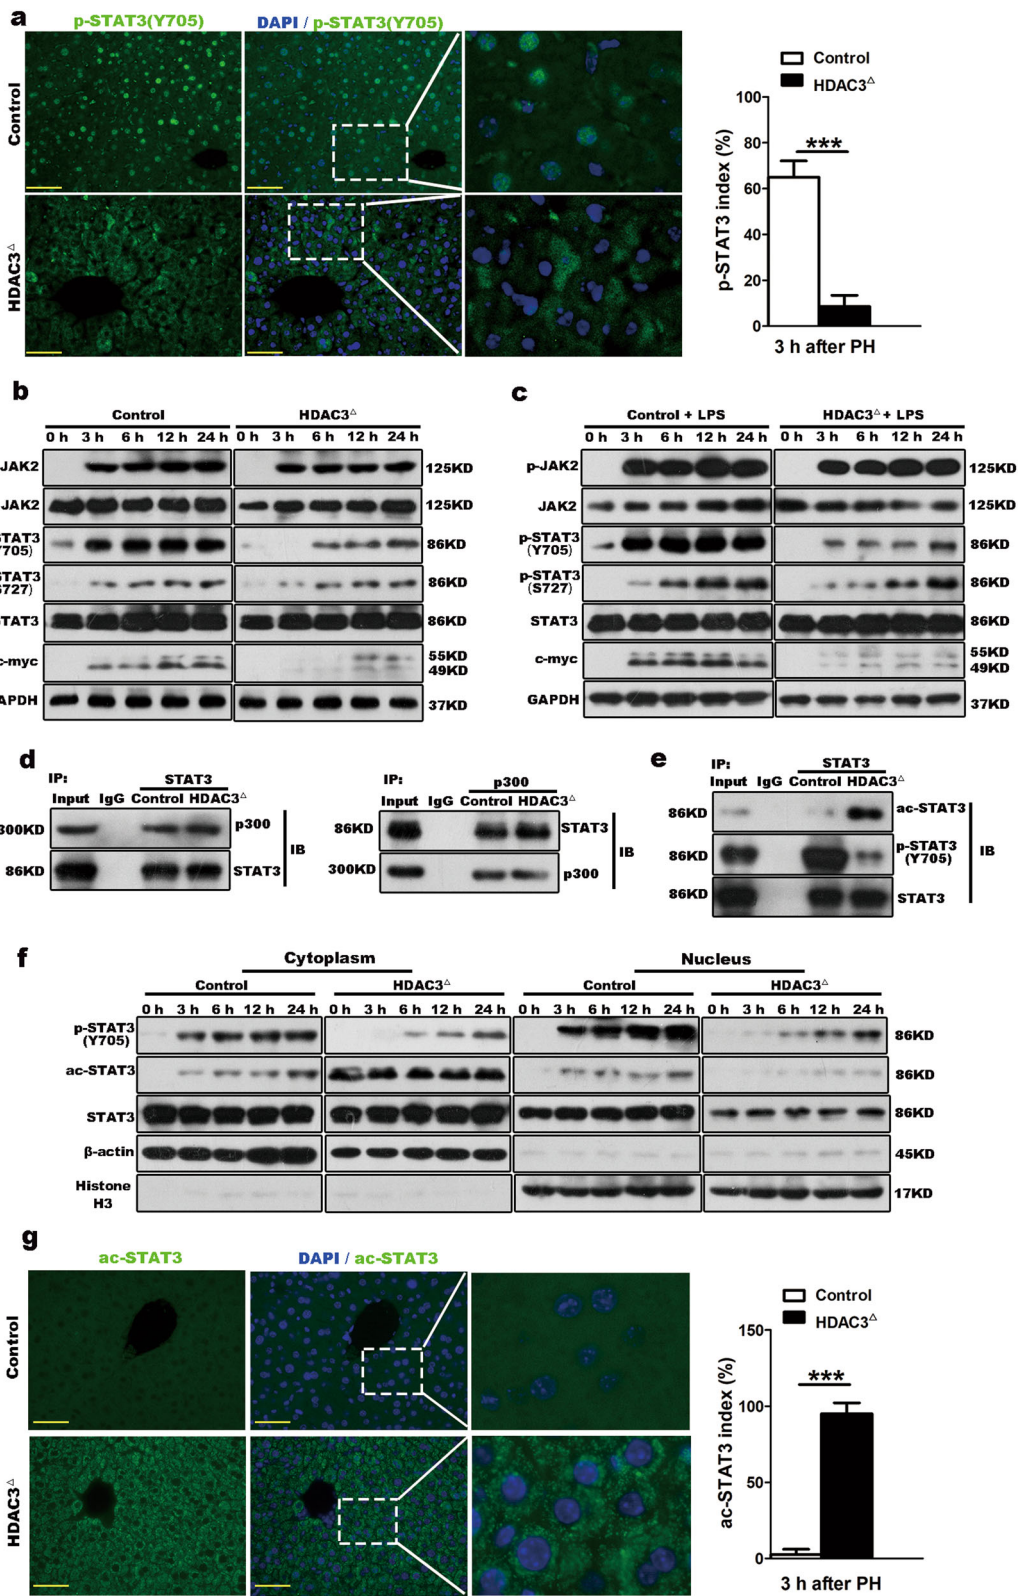 a
p-STAT3(Y705)
DAPI / p-STAT3(Y705)
Control
HDAC3△
Control
HDAC3△
p-STAT3 index (%)
100
80
60
40
20
0
***
3 h after PH
b
Control
HDAC3△
0 h 3 h 6 h 12 h 24 h 0 h 3 h 6 h 12 h 24 h
JAK2 125KD
JAK2 125KD
STAT3
Y705) 86KD
STAT3
S727) 86KD
STAT3 86KD
c-myc 55KD
49KD
APDH 37KD
c
Control + LPS
HDAC3△ + LPS
0 h 3 h 6 h 12 h 24 h 0 h 3 h 6 h 12 h 24 h
p-JAK2 125KD
JAK2 125KD
p-STAT3
(Y705) 86KD
p-STAT3
(S727) 86KD
STAT3 86KD
c-myc 55KD
49KD
GAPDH 37KD
d
IP: STAT3
Input IgG Control HDAC3△
300KD p300
86KD STAT3
IB
IP: p300
Input IgG Control HDAC3△
86KD STAT3
300KD p300
IB
e
IP: STAT3
Input IgG Control HDAC3△
86KD ac-STAT3
86KD p-STAT3
(Y705)
86KD STAT3
IB
f
Cytoplasm Nucleus
Control HDAC3△ Control HDAC3△
0 h 3 h 6 h 12 h 24 h 0 h 3 h 6 h 12 h 24 h 0 h 3 h 6 h 12 h 24 h 0 h 3 h 6 h 12 h 24 h
p-STAT3
(Y705) 86KD
ac-STAT3 86KD
STAT3 86KD
β-actin 45KD
Histone
H3 17KD
g
ac-STAT3
DAPI / ac-STAT3
Control
HDAC3△
Control
HDAC3△
ac-STAT3 index (%)
150
100
50
0
***
3 h after PH